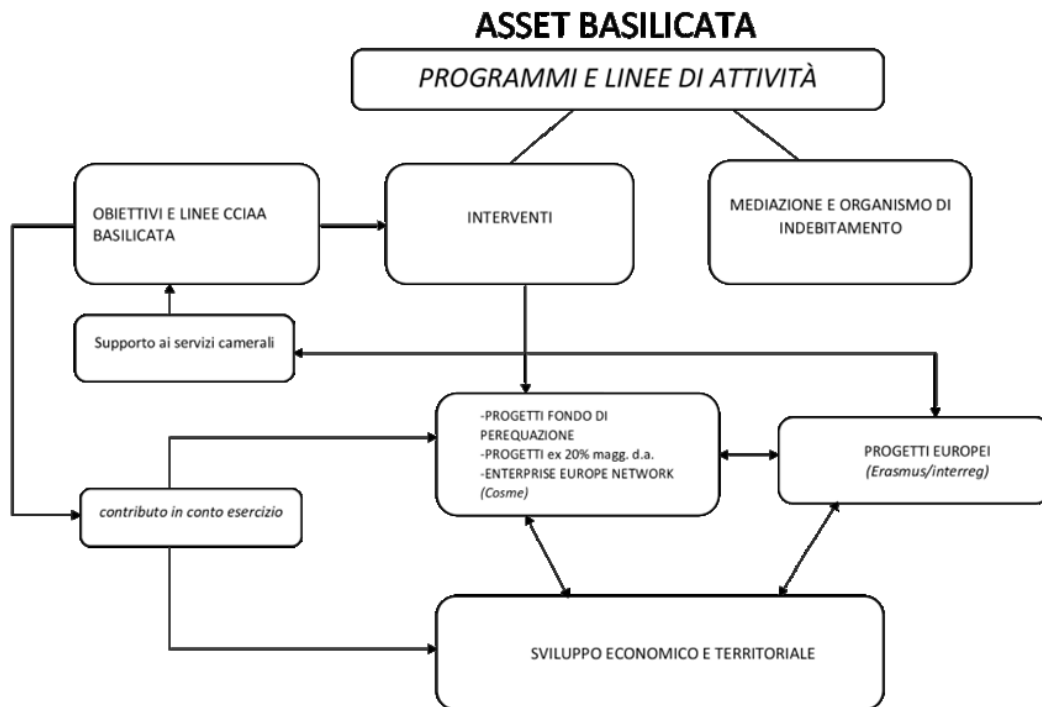 ASSET BASILICATA
PROGRAMMI E LINEE DI ATTIVITÀ
OBIETTIVI E LINEE CCIAA
BASILICATA
INTERVENTI
MEDIAZIONE E ORGANISMO DI
INDEBITAMENTO
Supporto ai servizi camerali
-PROGETTI FONDO DI
PEREQUAZIONE
-PROGETTI ex 20% magg. d.a.
-ENTERPRISE EUROPE NETWORK
(Cosme)
PROGETTI EUROPEI
(Erasmus/interreg)
contributo in conto esercizio
SVILUPPO ECONOMICO E TERRITORIALE